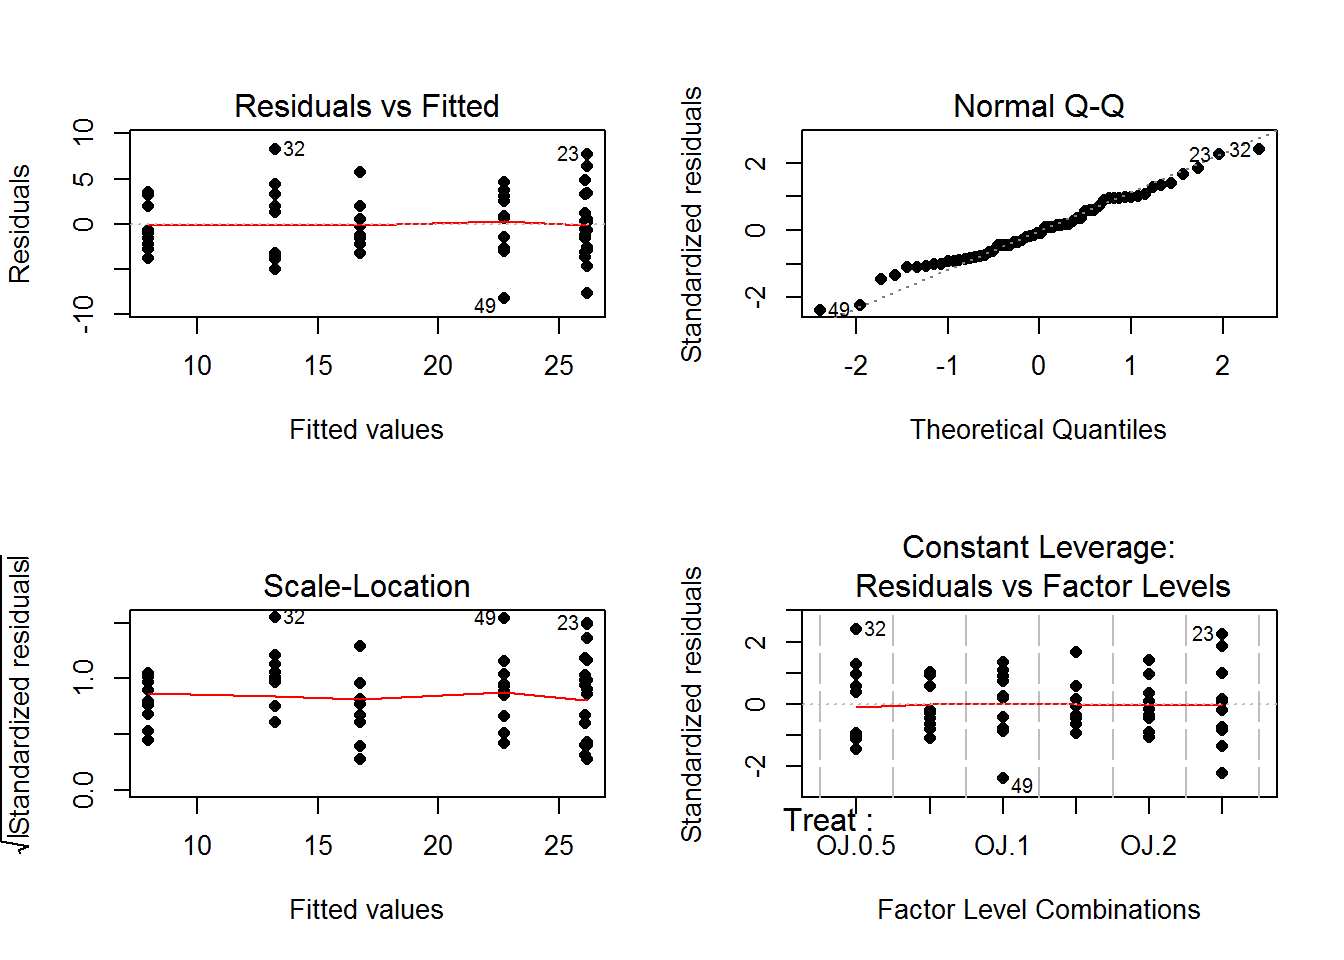 Residuals vs Fitted
Residuals
10
5
0
-10
32
23
49
10
15
20
25
Fitted values
Normal Q-Q
Standardized residuals
2
0
-2
23
32
49
-2
-1
0
1
2
Theoretical Quantiles
Scale-Location
√|Standardized residuals|
1.0
0.0
32
49
23
10
15
20
25
Fitted values
Constant Leverage:
Residuals vs Factor Levels
Standardized residuals
2
0
-2
32
23
49
Treat :
OJ.0.5
OJ.1
OJ.2
Factor Level Combinations